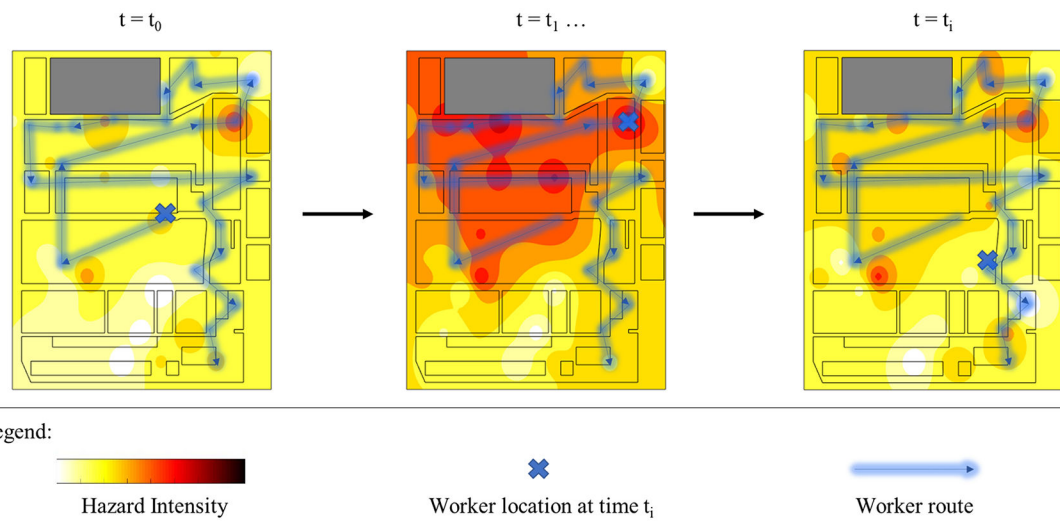 t = t0
t = t1 …
t = ti
egend:
Hazard Intensity
Worker location at time ti
Worker route